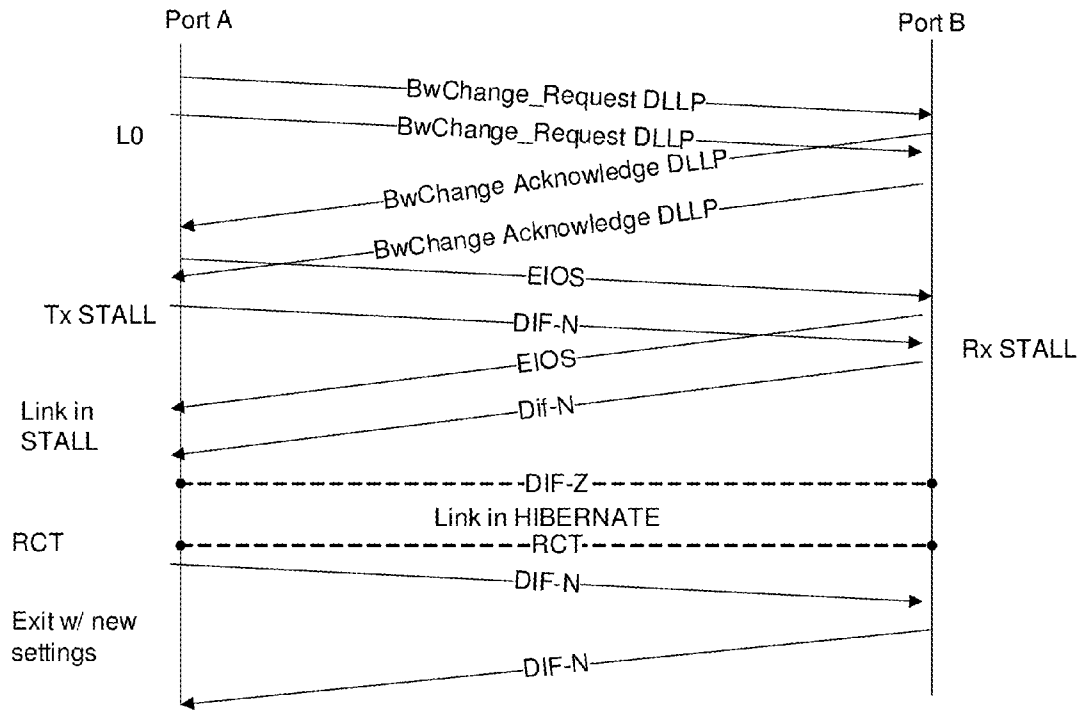 Port A
Port B
BwChange_Request DLLP
L0
BwChange_Request DLLP
BwChange Acknowledge DLLP
BwChange Acknowledge DLLP
EIOS
Tx STALL
DIF-N
Rx STALL
EIOS
Link in
STALL
Dif-N
DIF-Z
Link in HIBERNATE
RCT
RCT
DIF-N
Exit w/ new
settings
DIF-N